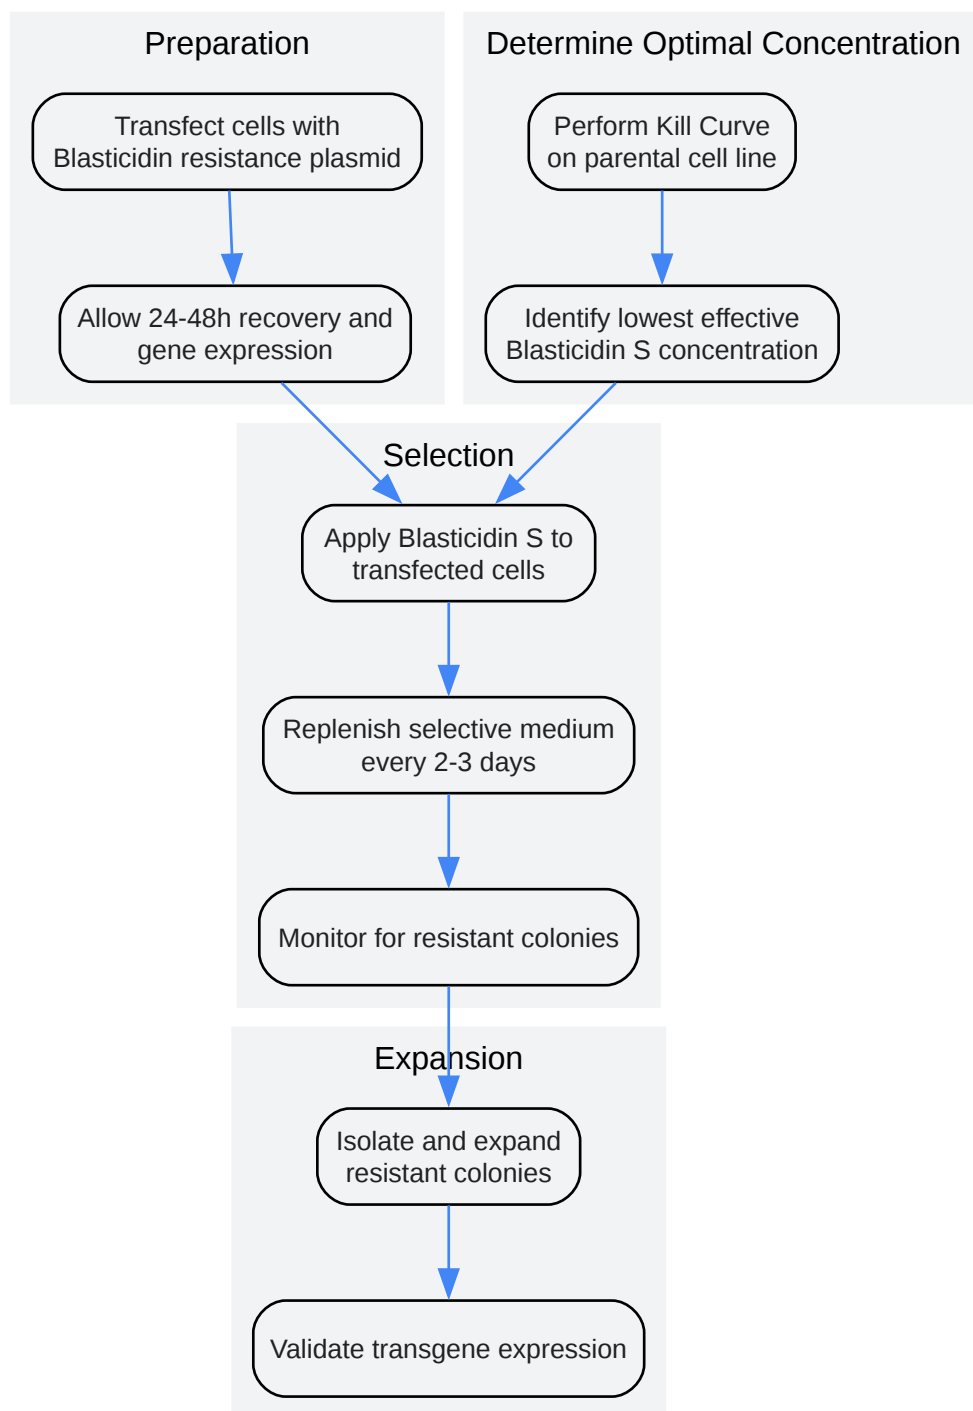 Preparation
Transfect cells with
Blasticidin resistance plasmid
Allow 24-48h recovery and
gene expression
Determine Optimal Concentration
Perform Kill Curve
on parental cell line
Identify lowest effective
Blasticidin S concentration
Selection
Apply Blasticidin S to
transfected cells
Replenish selective medium
every 2-3 days
Monitor for resistant colonies
Expansion
Isolate and expand
resistant colonies
Validate transgene expression